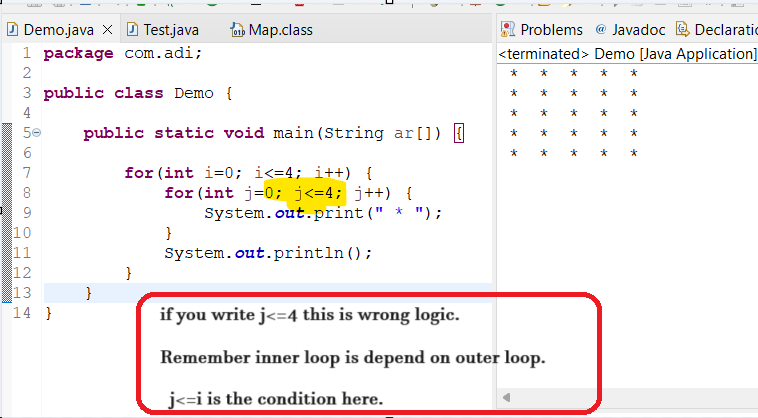 Demo.java
Test.java
Map.class
Problems
@ Javadoc
Declaratio
<terminated> Demo [Java Application]
1 package com.adi;
2
3 public class Demo {
4
5 public static void main(String ar[]) {
6
7 for(int i=0; i<=4; i++) {
8 for(int j=0; j<=4; j++) {
9 System.out.print(" * ");
10 }
11 System.out.println();
12 }
13 }
14 }
* * * * *
* * * * *
* * * * *
* * * * *
* * * * *
if you write j<=4 this is wrong logic.
Remember inner loop is depend on outer loop.
j<=i is the condition here.